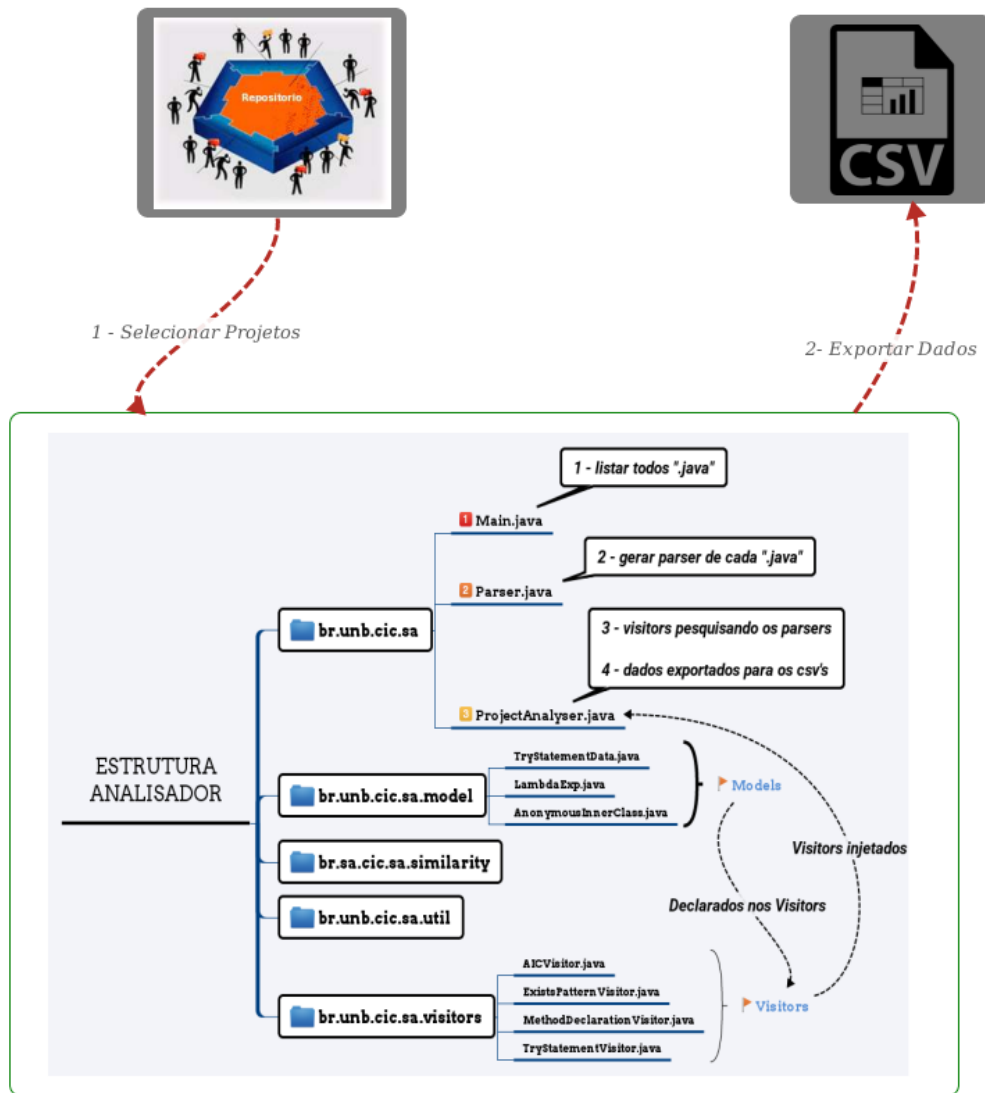 Repositorio
CSV
1 - Selecionar Projetos
2- Exportar Dados
1 - listar todos ".java"
1 Main.java
2 - gerar parser de cada ".java"
2 Parser.java
br.unb.cic.sa
3 - visitors pesquisando os parsers
4 - dados exportados para os csv's
3 ProjectAnalyser.java
ESTRUTURA
ANALISADOR
TryStatementData.java
br.unb.cic.sa.model
LambdaExp.java
Models
AnonymousInnerClass.java
Visitors injetados
br.sa.cic.sa.similarity
Declarados nos Visitors
br.unb.cic.sa.util
AICVisitor.java
ExistsPatternVisitor.java
Visitors
br.unb.cic.sa.visitors
MethodDeclarationVisitor.java
TryStatementVisitor.java